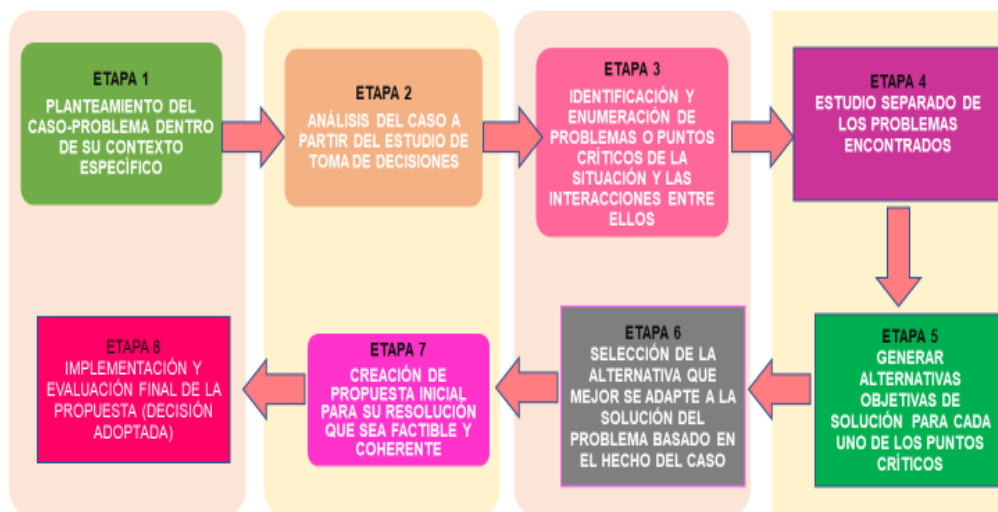 ETAPA 1
PLANTEAMIENTO DEL
CASO-PROBLEMA DENTRO
DE SU CONTEXTO
ESPECÍFICO
ETAPA 2
ANÁLISIS DEL CASO A
PARTIR DEL ESTUDIO DE
TOMA DE DECISIONES
ETAPA 3
IDENTIFICACIÓN Y
ENUMERACIÓN DE
PROBLEMAS O PUNTOS
CRÍTICOS DE LA
SITUACIÓN Y LAS
INTERACCIONES ENTRE
ELLOS
ETAPA 4
ESTUDIO SEPARADO DE
LOS PROBLEMAS
ENCONTRADOS
ETAPA 5
GENERAR
ALTERNATIVAS
OBJETIVAS DE
SOLUCIÓN PARA CADA
UNO DE LOS PUNTOS
CRÍTICOS
ETAPA 6
SELECCIÓN DE LA
ALTERNATIVA QUE
MEJOR SE ADAPTE A LA
SOLUCIÓN DEL
PROBLEMA BASADO EN
EL HECHO DEL CASO
ETAPA 7
CREACIÓN DE
PROPUESTA INICIAL
PARA SU RESOLUCIÓN
QUE SEA FACTIBLE Y
COHERENTE
ETAPA 8
IMPLEMENTACIÓN Y
EVALUACIÓN FINAL DE LA
PROPUESTA (DECISIÓN
ADOPTADA)